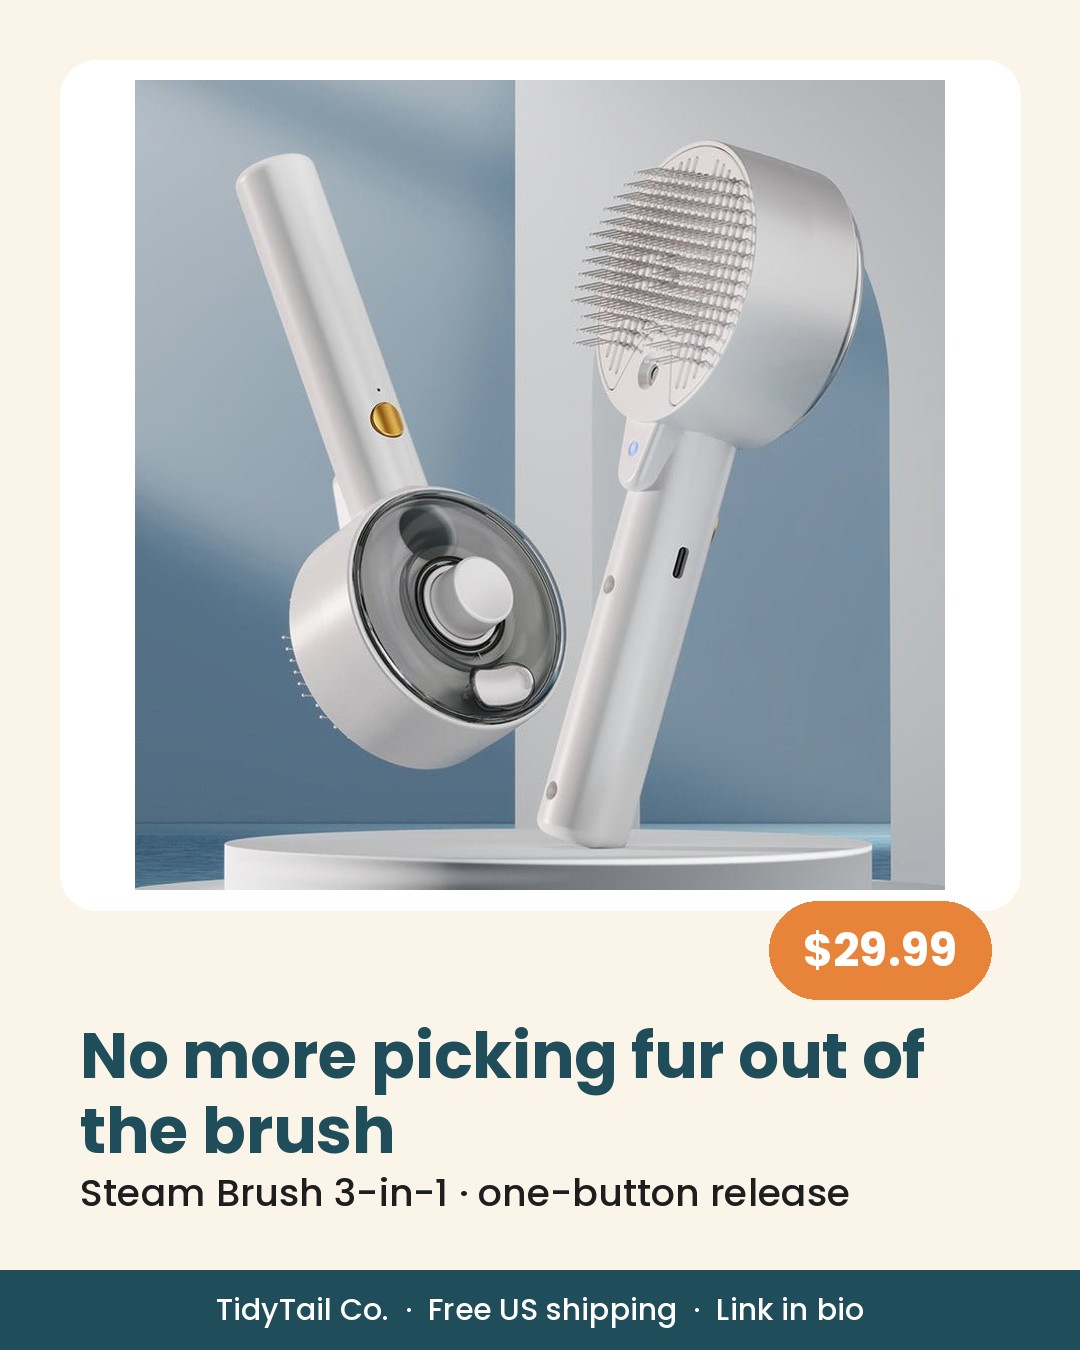 $29.99
No more picking fur out of
the brush
Steam Brush 3-in-1 · one-button release
TidyTail Co. · Free US shipping · Link in bio